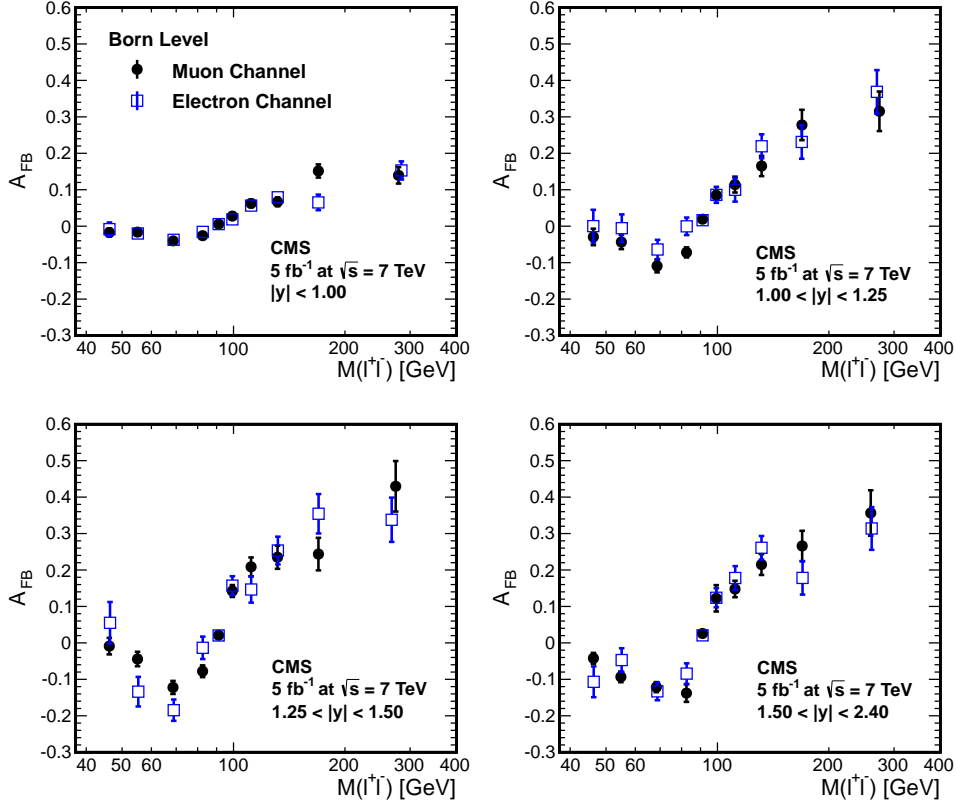 0.6
0.5
0.4
0.3
0.2
0.1
0
-0.1
-0.2
-0.3
A_FB
Born Level
Muon Channel
Electron Channel
CMS
5 fb⁻¹ at √s = 7 TeV
|y| < 1.00
40 50 60 100 200 300 400
M(l⁺l⁻) [GeV]
0.6
0.5
0.4
0.3
0.2
0.1
0
-0.1
-0.2
-0.3
A_FB
CMS
5 fb⁻¹ at √s = 7 TeV
1.00 < |y| < 1.25
40 50 60 100 200 300 400
M(l⁺l⁻) [GeV]
0.6
0.5
0.4
0.3
0.2
0.1
0
-0.1
-0.2
-0.3
A_FB
CMS
5 fb⁻¹ at √s = 7 TeV
1.25 < |y| < 1.50
40 50 60 100 200 300 400
M(l⁺l⁻) [GeV]
0.6
0.5
0.4
0.3
0.2
0.1
0
-0.1
-0.2
-0.3
A_FB
CMS
5 fb⁻¹ at √s = 7 TeV
1.50 < |y| < 2.40
40 50 60 100 200 300 400
M(l⁺l⁻) [GeV]